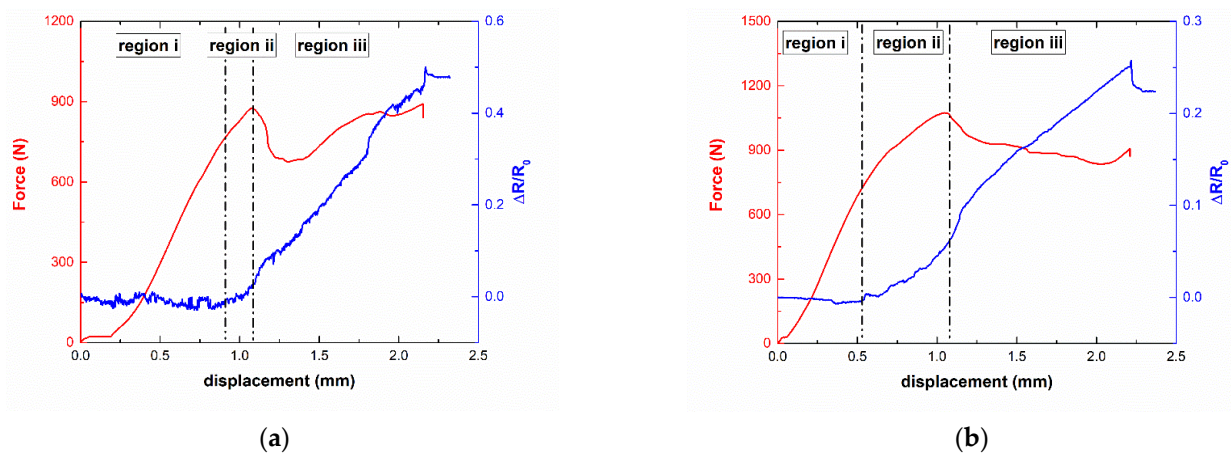 1200
900
600
300
0
Force (N)
region i
region ii
region iii
0.6
0.4
0.2
0.0
ΔR/R0
0.0
0.5
1.0
1.5
2.0
2.5
displacement (mm)
(a)
1500
1200
900
600
300
0
Force (N)
region i
region ii
region iii
0.3
0.2
0.1
0.0
ΔR/R0
0.0
0.5
1.0
1.5
2.0
2.5
displacement (mm)
(b)